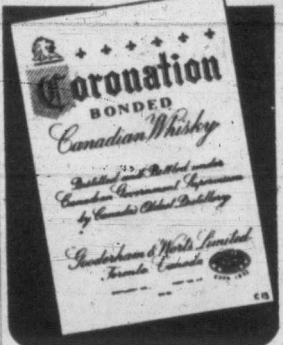 Coronation
BONDED
Canadian Whisky
Distilled and Bottled under
Canadian Government Supervision
by Canada's Oldest Distillery
Gooderham & Worts Limited
Toronto Canada
C 13